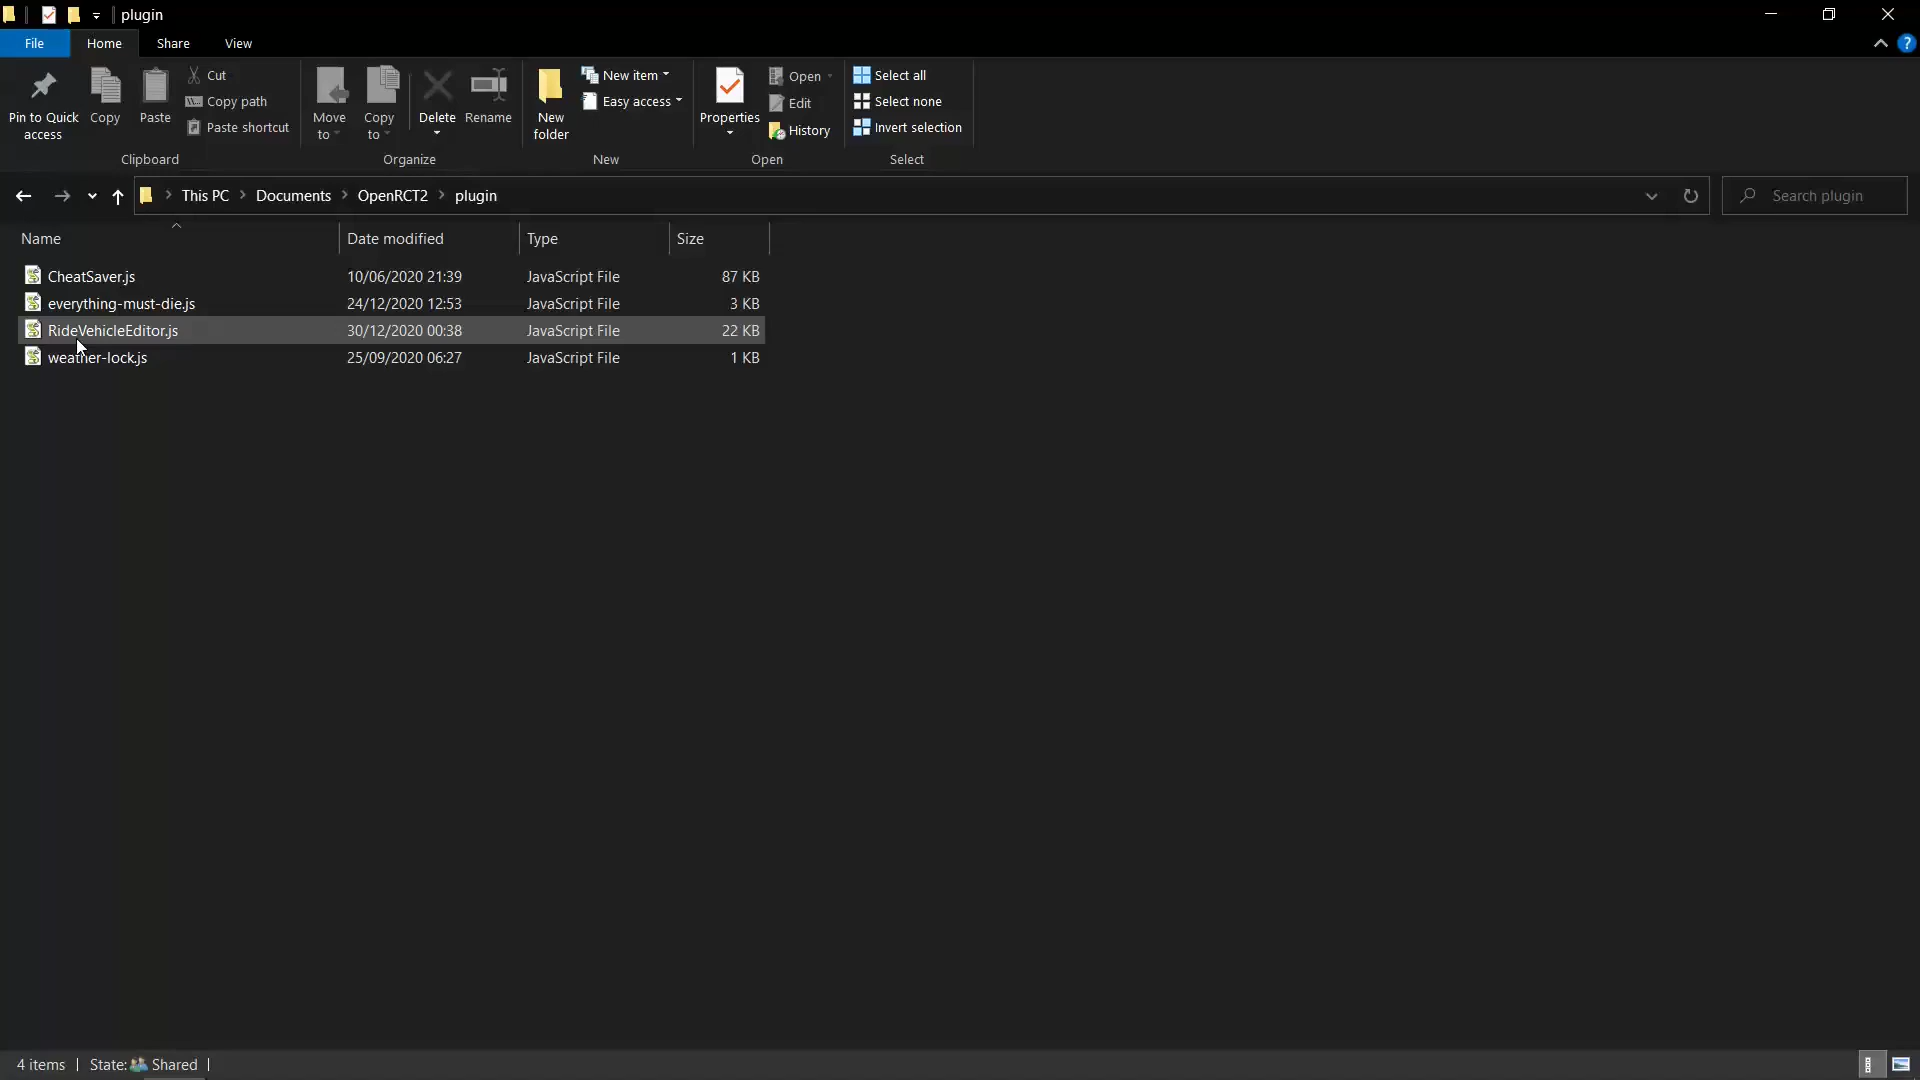 plugin
File Home Share View
Pin to Quick access
Copy
Paste
Cut
Copy path
Paste shortcut
Clipboard
Move to
Copy to
Delete
Rename
Organize
New folder
New item
Easy access
New
Properties
Open
Edit
History
Open
Select all
Select none
Invert selection
Select
This PC > Documents > OpenRCT2 > plugin
Search plugin
Name Date modified Type Size
CheatSaver.js 10/06/2020 21:39 JavaScript File 87 KB
everything-must-die.js 24/12/2020 12:53 JavaScript File 3 KB
RideVehicleEditor.js 30/12/2020 00:38 JavaScript File 22 KB
weather-lock.js 25/09/2020 06:27 JavaScript File 1 KB
4 items State: Shared